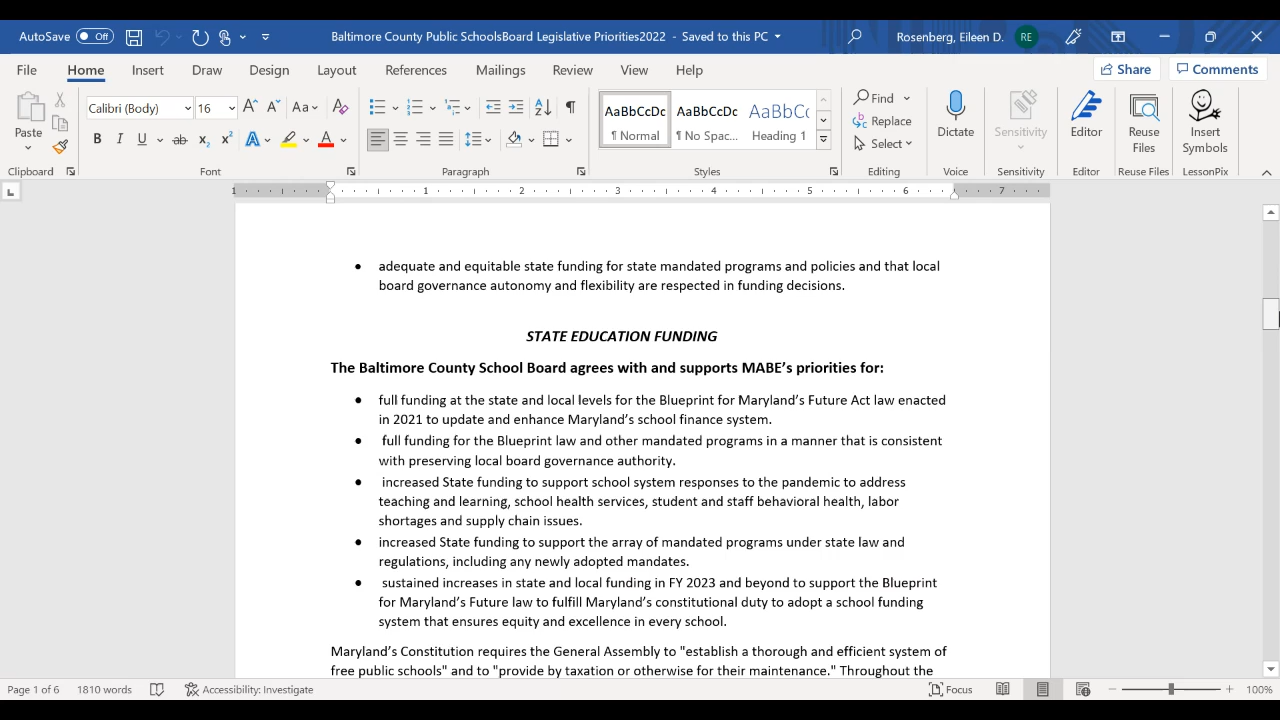 AutoSave Off Baltimore County Public SchoolsBoard Legislative Priorities2022 - Saved to this PC Rosenberg, Eileen D. RE
File Home Insert Draw Design Layout References Mailings Review View Help Share Comments
Paste Calibri (Body) 16 Aa AaBbCcDc AaBbCcDc AaBbCc Find Replace Select Dictate Sensitivity Editor Reuse Files Insert Symbols
B I U ab x₂ x² A A ¶ Normal ¶ No Spac... Heading 1
Clipboard Font Paragraph Styles Editing Voice Sensitivity Editor Reuse Files LessonPix
1 1 2 3 4 5 6 7
• adequate and equitable state funding for state mandated programs and policies and that local
board governance autonomy and flexibility are respected in funding decisions.
STATE EDUCATION FUNDING
The Baltimore County School Board agrees with and supports MABE's priorities for:
• full funding at the state and local levels for the Blueprint for Maryland's Future Act law enacted
in 2021 to update and enhance Maryland's school finance system.
• full funding for the Blueprint law and other mandated programs in a manner that is consistent
with preserving local board governance authority.
• increased State funding to support school system responses to the pandemic to address
teaching and learning, school health services, student and staff behavioral health, labor
shortages and supply chain issues.
• increased State funding to support the array of mandated programs under state law and
regulations, including any newly adopted mandates.
• sustained increases in state and local funding in FY 2023 and beyond to support the Blueprint
for Maryland's Future law to fulfill Maryland's constitutional duty to adopt a school funding
system that ensures equity and excellence in every school.
Maryland's Constitution requires the General Assembly to "establish a thorough and efficient system of
free public schools" and to "provide by taxation or otherwise for their maintenance." Throughout the
Page 1 of 6 1810 words Accessibility: Investigate Focus 100%